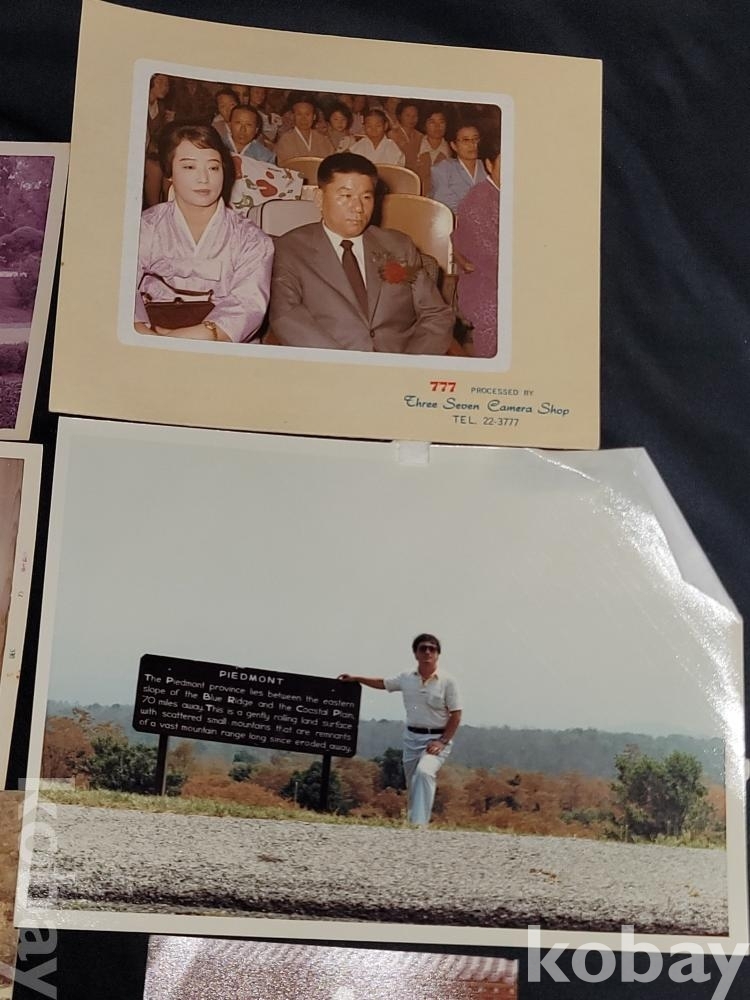 777 PROCESSED BY
Three Seven Camera Shop
TEL. 22-3777
PIEDMONT
The Piedmont province lies between the eastern
slope of the Blue Ridge and the Coastal Plain,
70 miles away. This is a gently rolling land surface
with scattered small mountains that are remnants
of a vast mountain range long since eroded away.
kobay
kobay